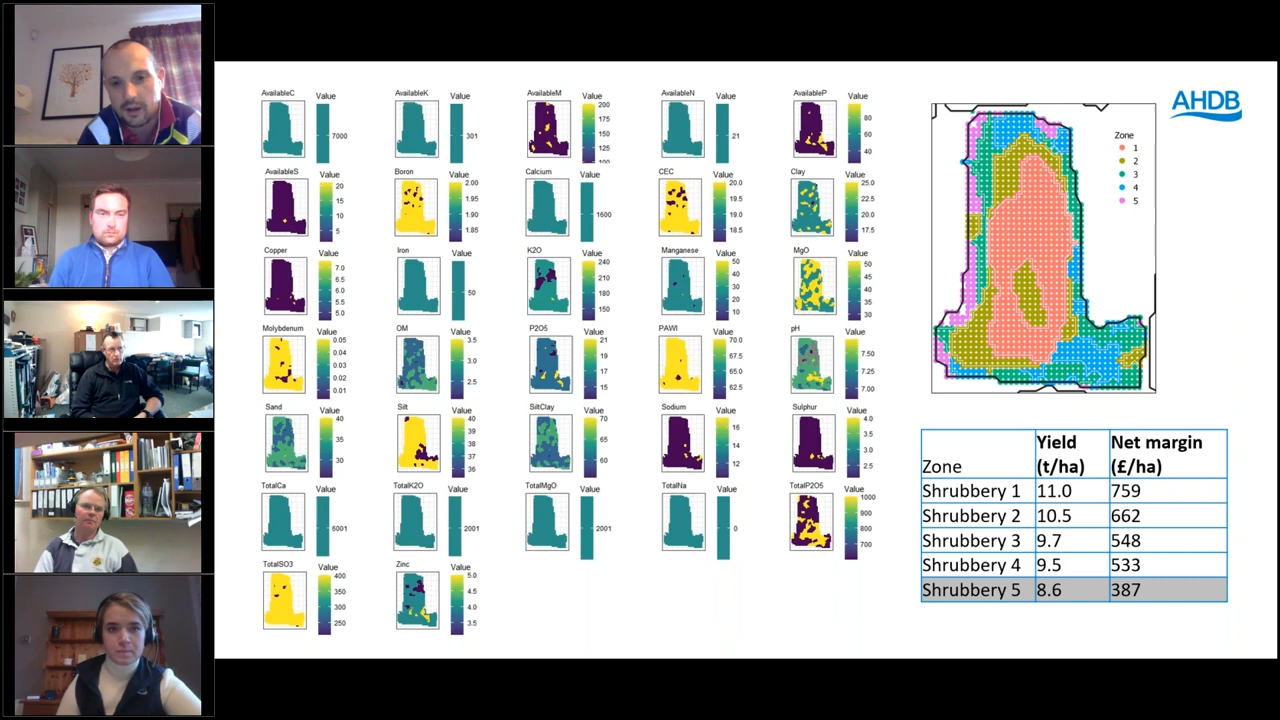 AvailableC
Value
7000
AvailableK
Value
301
AvailableM
Value
200
175
150
125
100
AvailableN
Value
21
AvailableP
Value
80
60
40
AvailableS
Value
20
15
10
5
Boron
Value
2.00
1.95
1.90
1.85
Calcium
Value
1600
CEC
Value
20.0
19.5
19.0
18.5
Clay
Value
25.0
22.5
20.0
17.5
Copper
Value
7.0
6.5
6.0
5.5
5.0
Iron
Value
50
K2O
Value
240
210
180
150
Manganese
Value
50
40
30
20
10
MgO
Value
50
45
40
35
30
Molybdenum
Value
0.05
0.04
0.03
0.02
0.01
OM
Value
3.5
3.0
2.5
P2O5
Value
21
19
17
15
PAWI
Value
70.0
67.5
65.0
62.5
pH
Value
7.50
7.25
7.00
Sand
Value
40
35
30
Silt
Value
40
39
38
37
36
SiltClay
Value
70
65
60
Sodium
Value
16
14
12
Sulphur
Value
4.0
3.5
3.0
2.5
TotalCa
Value
6001
TotalK2O
Value
2001
TotalMgO
Value
2001
TotalNa
Value
0
TotalP2O5
Value
1000
900
800
700
TotalSO3
Value
400
350
300
250
Zinc
Value
5.0
4.5
4.0
3.5
Zone
1
2
3
4
5
AHDB
Zone Yield (t/ha) Net margin (£/ha)
Shrubbery 1 11.0 759
Shrubbery 2 10.5 662
Shrubbery 3 9.7 548
Shrubbery 4 9.5 533
Shrubbery 5 8.6 387